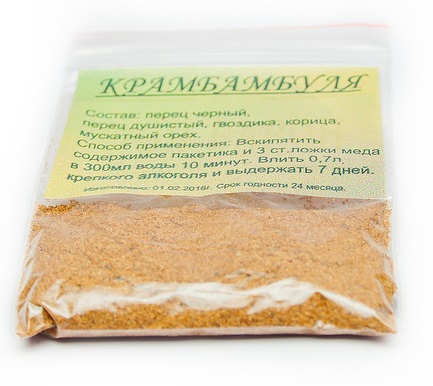 КРАМБАМБУЛЯ
Состав: перец черный,
перец душистый, гвоздика, корица,
мускатный орех.
Способ применения: Вскипятить
содержимое пакетика и 3 ст.ложки меда
в 300мл воды 10 минут. Влить 0,7л,
крепкого алкоголя и выдержать 7 дней.
Изготовлено: 01.02.2016г. Срок годности 24 месяца.